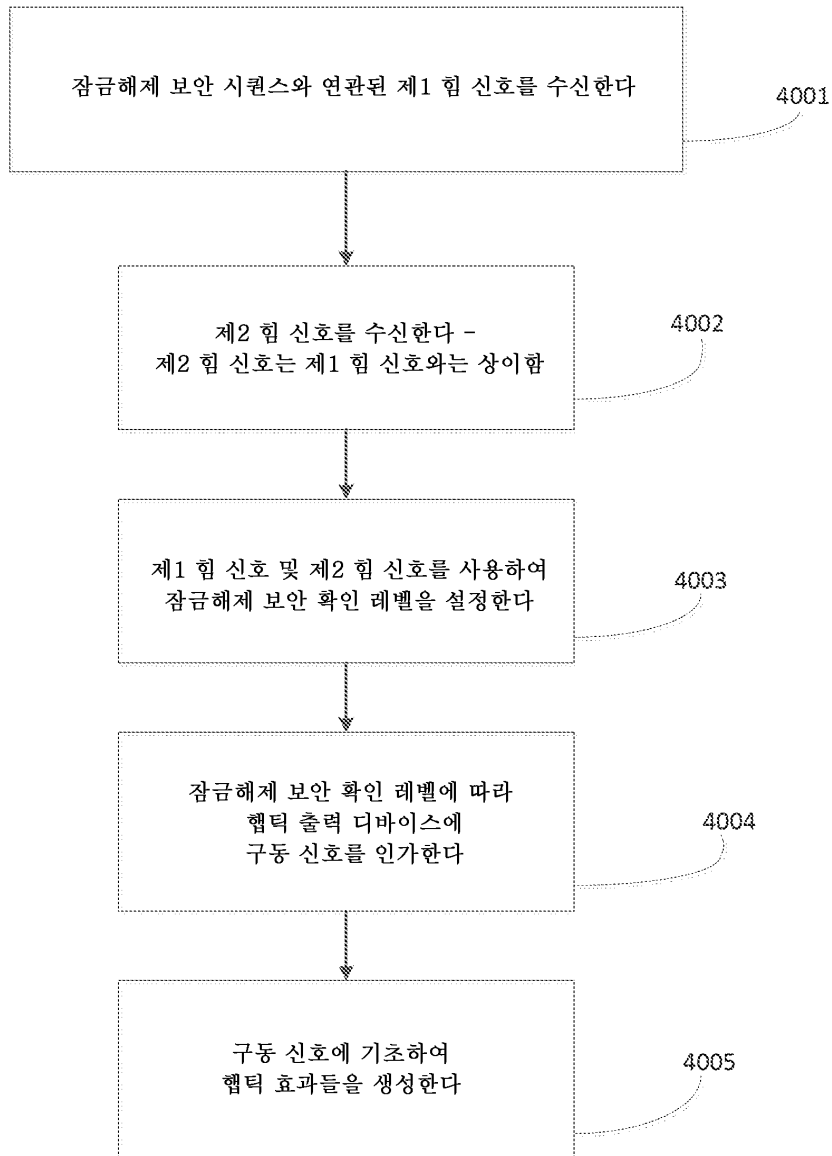 잠금해제 보안 시퀀스와 연관된 제1 힘 신호를 수신한다
4001
제2 힘 신호를 수신한다 -
제2 힘 신호는 제1 힘 신호와는 상이함
4002
제1 힘 신호 및 제2 힘 신호를 사용하여
잠금해제 보안 확인 레벨을 설정한다
4003
잠금해제 보안 확인 레벨에 따라
햅틱 출력 디바이스에
구동 신호를 인가한다
4004
구동 신호에 기초하여
햅틱 효과들을 생성한다
4005